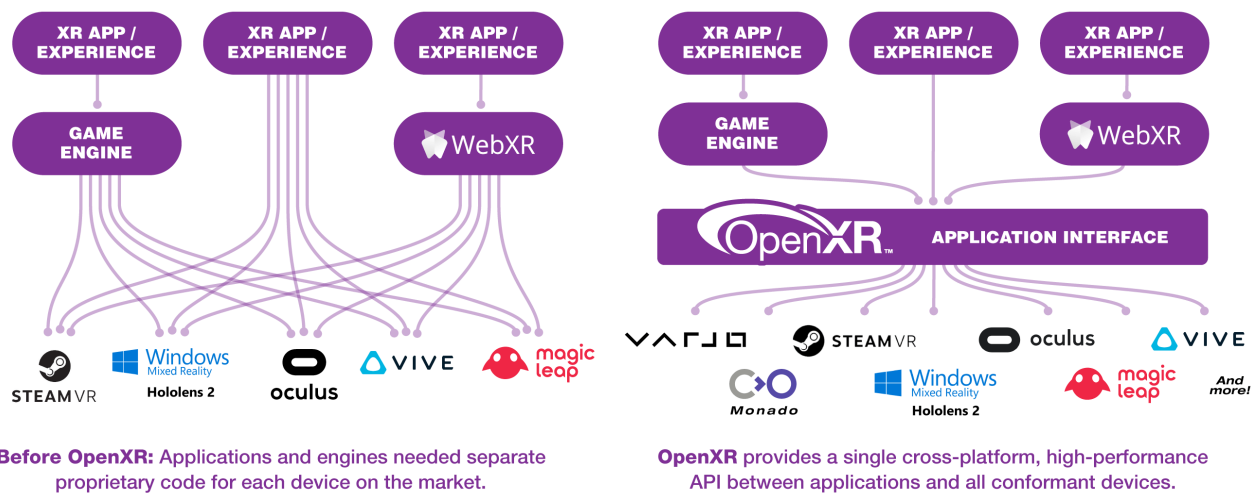 XR APP /
EXPERIENCE
XR APP /
EXPERIENCE
XR APP /
EXPERIENCE
GAME
ENGINE
WebXR
STEAMVR
Windows
Mixed Reality
Hololens 2
oculus
VIVE
magic
leap
Before OpenXR: Applications and engines needed separate
proprietary code for each device on the market.
XR APP /
EXPERIENCE
XR APP /
EXPERIENCE
XR APP /
EXPERIENCE
GAME
ENGINE
WebXR
OpenXR™ APPLICATION INTERFACE
VARJO
STEAMVR
oculus
VIVE
Monado
Windows
Mixed Reality
Hololens 2
magic
leap
And
more!
OpenXR provides a single cross-platform, high-performance
API between applications and all conformant devices.